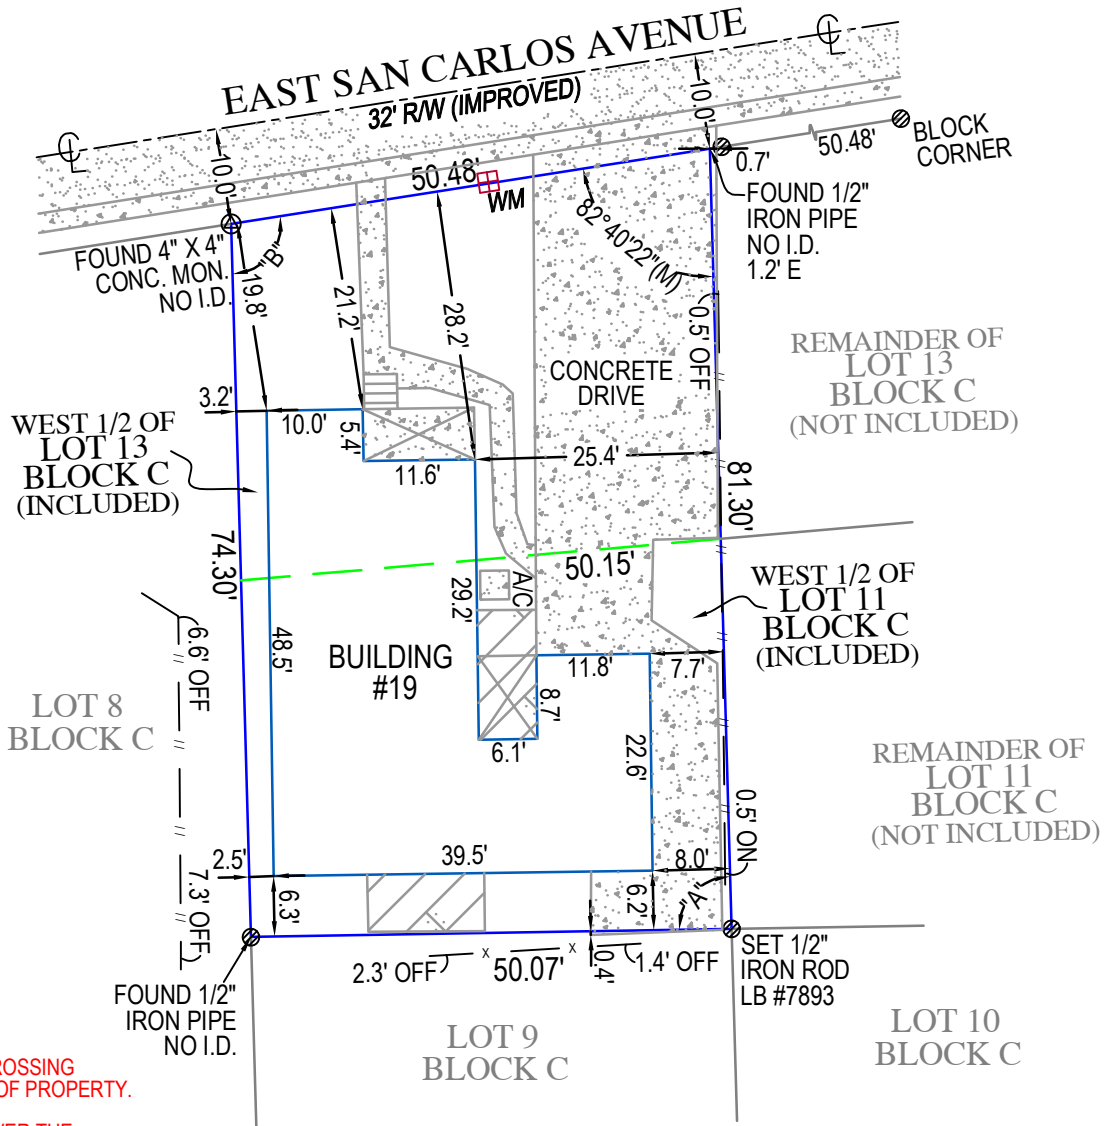 EAST SAN CARLOS AVENUE
32' R/W (IMPROVED)
℄
℄
10.0'
10.0'
50.48'
WM
0.7'
50.48'
BLOCK
CORNER
FOUND 1/2"
IRON PIPE
NO I.D.
1.2' E
FOUND 4" X 4"
CONC. MON.
NO I.D.
"B"
82°40'22"(M)
19.8'
21.2'
28.2'
0.5' OFF
CONCRETE
DRIVE
REMAINDER OF
LOT 13
BLOCK C
(NOT INCLUDED)
3.2'
10.0'
5.4'
11.6'
25.4'
WEST 1/2 OF
LOT 13
BLOCK C
(INCLUDED)
81.30'
74.30'
50.15'
A/C
29.2'
WEST 1/2 OF
LOT 11
BLOCK C
(INCLUDED)
6.6' OFF
48.5'
BUILDING
#19
11.8'
7.7'
8.7'
6.1'
22.6'
LOT 8
BLOCK C
REMAINDER OF
LOT 11
BLOCK C
(NOT INCLUDED)
0.5' ON
2.5'
39.5'
8.0'
"A"
7.3' OFF
6.3'
6.2'
x
x
2.3' OFF
50.07'
0.4'
1.4' OFF
SET 1/2"
IRON ROD
LB #7893
FOUND 1/2"
IRON PIPE
NO I.D.
LOT 9
BLOCK C
LOT 10
BLOCK C
ROSSING
OF PROPERTY.